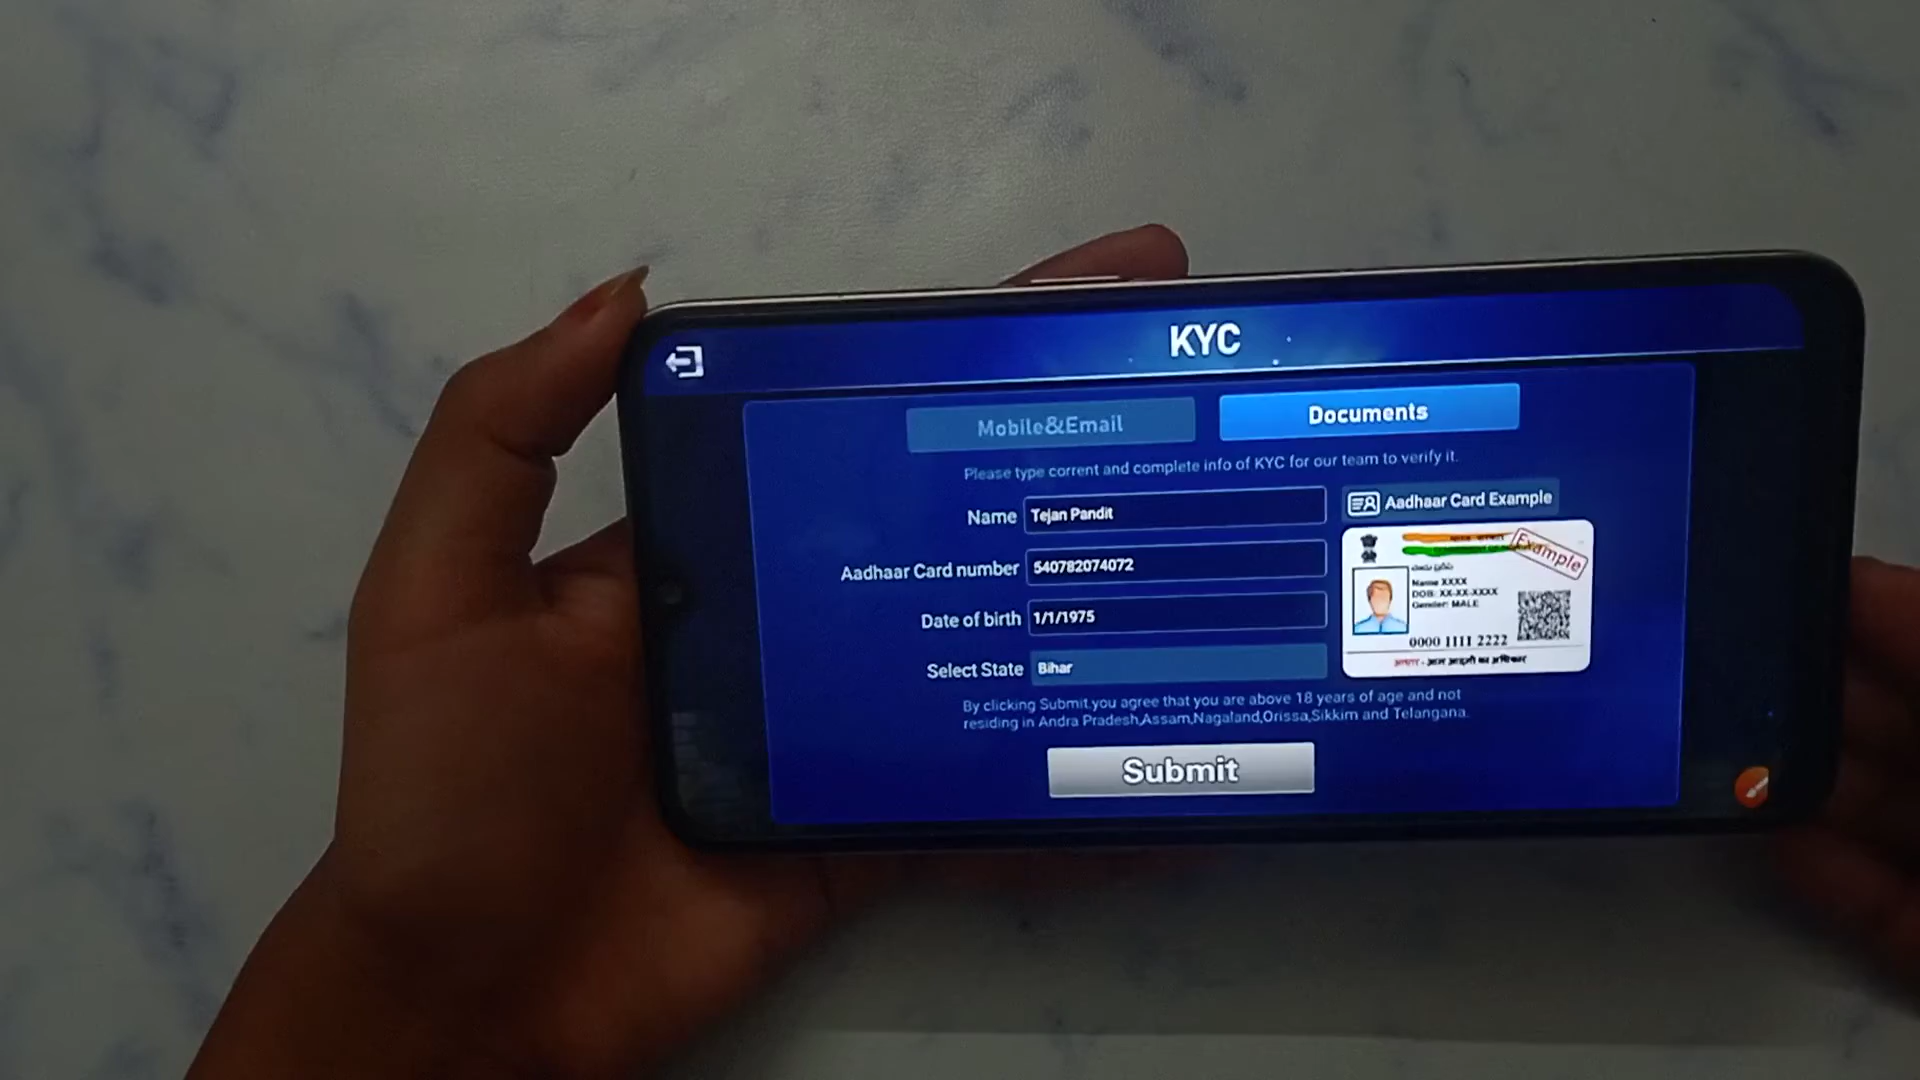 KYC
Mobile&Email
Documents
Please type corrent and complete info of KYC for our team to verify it.
Name Tejan Pandit
Aadhaar Card Example
Aadhaar Card number 540782074072
Date of birth 1/1/1975
Select State Bihar
Example
Name XXXX
DOB: XX-XX-XXXX
Gender: MALE
0000 1111 2222
By clicking Submit,you agree that you are above 18 years of age and not
residing in Andra Pradesh,Assam,Nagaland,Orissa,Sikkim and Telangana.
Submit